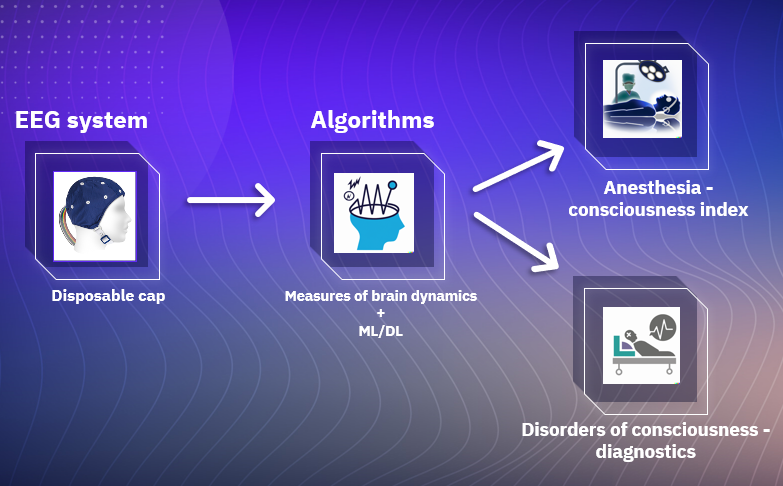 EEG system
Disposable cap
Algorithms
Measures of brain dynamics
+
ML/DL
Anesthesia -
consciousness index
Disorders of consciousness -
diagnostics